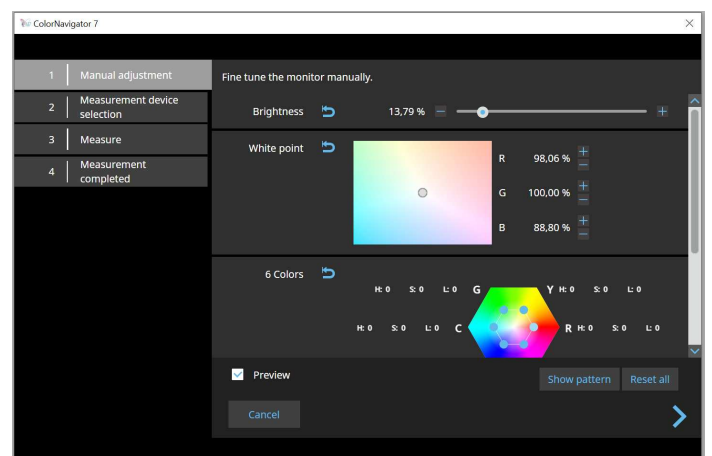 ColorNavigator 7
1 Manual adjustment
2 Measurement device
selection
3 Measure
4 Measurement
completed
Fine tune the monitor manually.
Brightness 13,79 %
White point
R 98,06 %
G 100,00 %
B 88,80 %
6 Colors
H: 0 S: 0 L: 0 G Y H: 0 S: 0 L: 0
H: 0 S: 0 L: 0 C R H: 0 S: 0 L: 0
Preview
Show pattern Reset all
Cancel